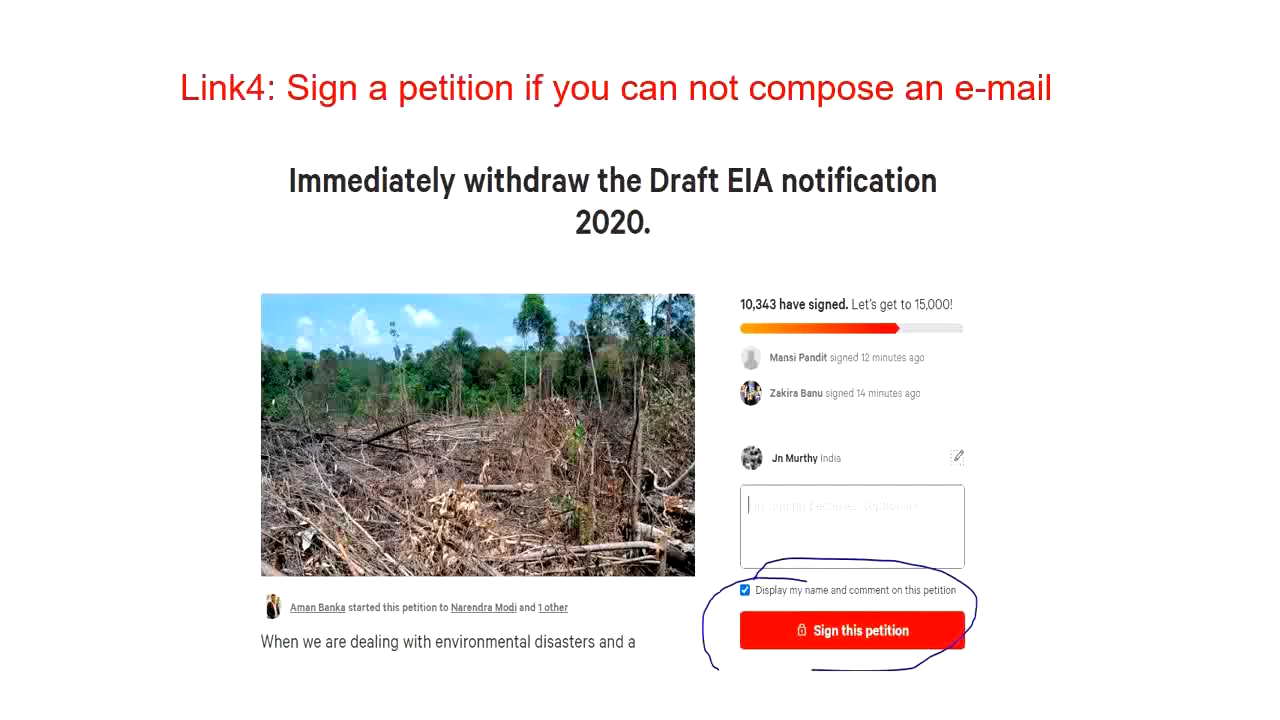 Link4: Sign a petition if you can not compose an e-mail
Immediately withdraw the Draft EIA notification
2020.
10,343 have signed. Let's get to 15,000!
Mansi Pandit signed 12 minutes ago
Zakira Banu signed 14 minutes ago
Jn Murthy India
Display my name and comment on this petition
Sign this petition
Aman Banka started this petition to Narendra Modi and 1 other
When we are dealing with environmental disasters and a